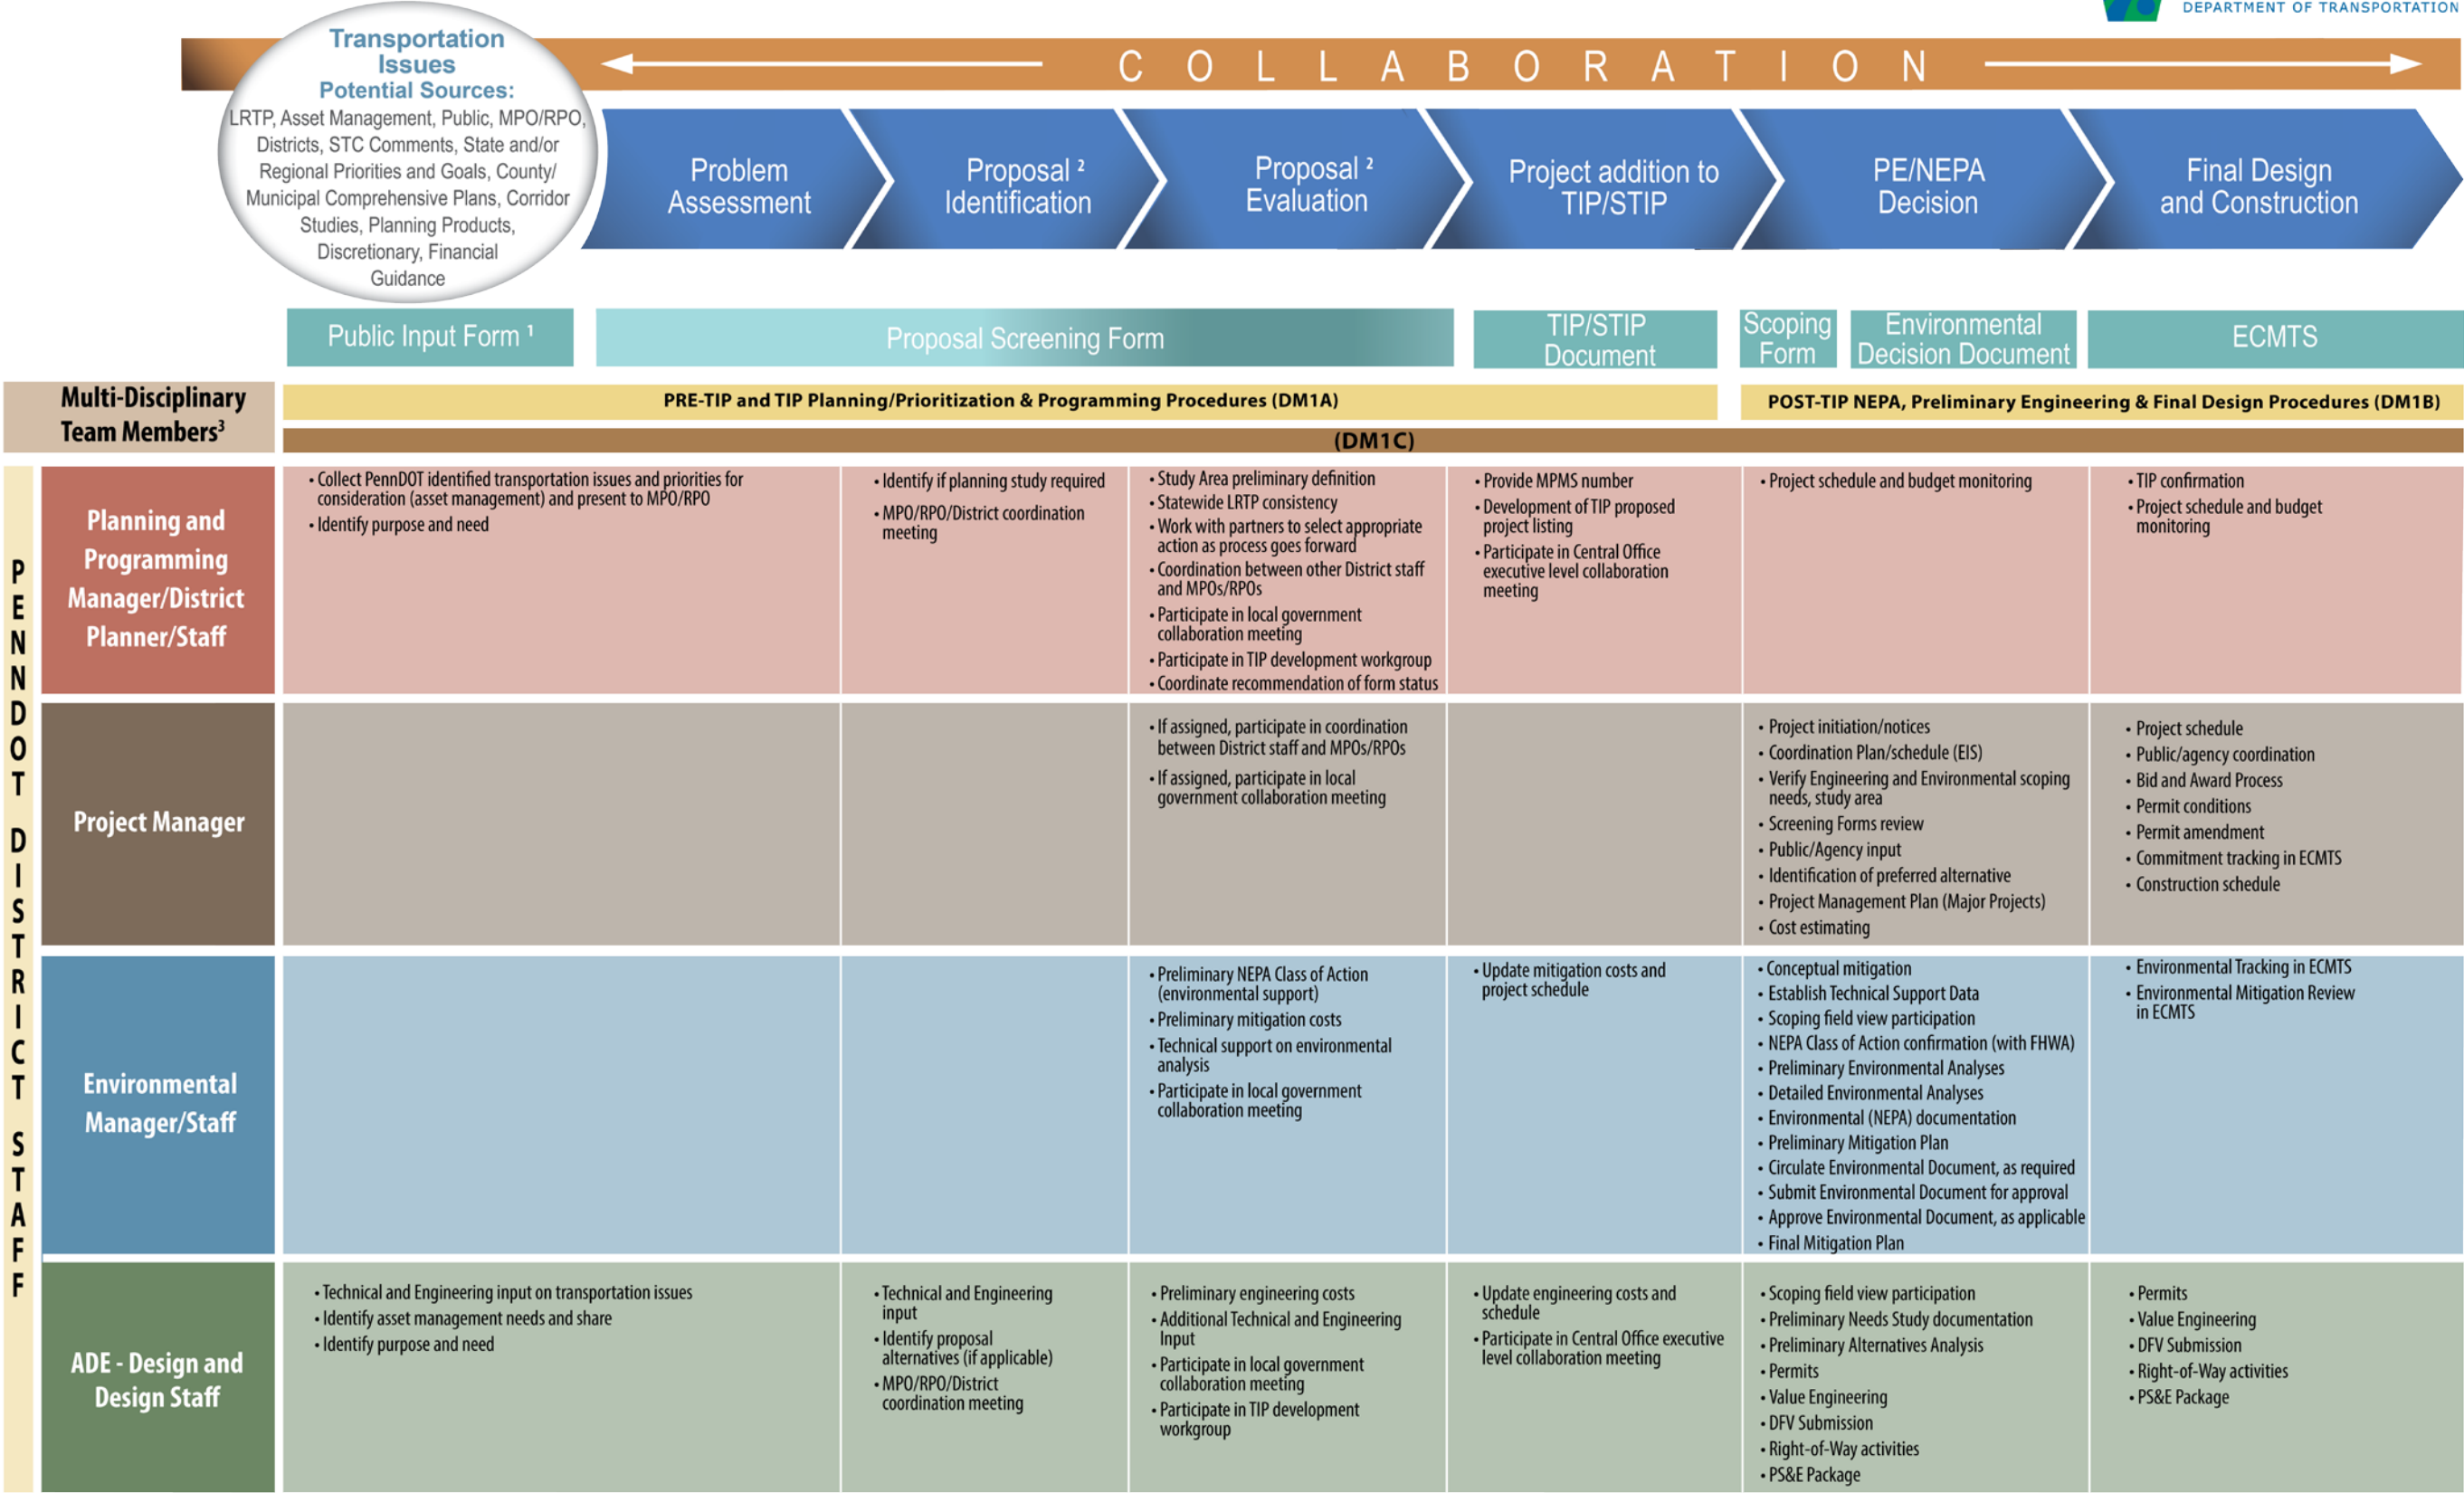 DEPARTMENT OF TRANSPORTATION
COLLABORATION
Transportation
Issues
Potential Sources:
LRTP, Asset Management, Public, MPO/RPO,
Districts, STC Comments, State and/or
Regional Priorities and Goals, County/
Municipal Comprehensive Plans, Corridor
Studies, Planning Products,
Discretionary, Financial
Guidance
Problem
Assessment
Proposal ²
Identification
Proposal ²
Evaluation
Project addition to
TIP/STIP
PE/NEPA
Decision
Final Design
and Construction
Public Input Form ¹
Proposal Screening Form
TIP/STIP
Document
Scoping
Form
Environmental
Decision Document
ECMTS
Multi-Disciplinary
Team Members³
PRE-TIP and TIP Planning/Prioritization & Programming Procedures (DM1A)
POST-TIP NEPA, Preliminary Engineering & Final Design Procedures (DM1B)
(DM1C)
PENNDOT DISTRICT STAFF
Planning and
Programming
Manager/District
Planner/Staff
• Collect PennDOT identified transportation issues and priorities for
consideration (asset management) and present to MPO/RPO
• Identify purpose and need
• Identify if planning study required
• MPO/RPO/District coordination
meeting
• Study Area preliminary definition
• Statewide LRTP consistency
• Work with partners to select appropriate
action as process goes forward
• Coordination between other District staff
and MPOs/RPOs
• Participate in local government
collaboration meeting
• Participate in TIP development workgroup
• Coordinate recommendation of form status
• Provide MPMS number
• Development of TIP proposed
project listing
• Participate in Central Office
executive level collaboration
meeting
• Project schedule and budget monitoring
• TIP confirmation
• Project schedule and budget
monitoring
Project Manager
• If assigned, participate in coordination
between District staff and MPOs/RPOs
• If assigned, participate in local
government collaboration meeting
• Project initiation/notices
• Coordination Plan/schedule (EIS)
• Verify Engineering and Environmental scoping
needs, study area
• Screening Forms review
• Public/Agency input
• Identification of preferred alternative
• Project Management Plan (Major Projects)
• Cost estimating
• Project schedule
• Public/agency coordination
• Bid and Award Process
• Permit conditions
• Permit amendment
• Commitment tracking in ECMTS
• Construction schedule
Environmental
Manager/Staff
• Preliminary NEPA Class of Action
(environmental support)
• Preliminary mitigation costs
• Technical support on environmental
analysis
• Participate in local government
collaboration meeting
• Update mitigation costs and
project schedule
• Conceptual mitigation
• Establish Technical Support Data
• Scoping field view participation
• NEPA Class of Action confirmation (with FHWA)
• Preliminary Environmental Analyses
• Detailed Environmental Analyses
• Environmental (NEPA) documentation
• Preliminary Mitigation Plan
• Circulate Environmental Document, as required
• Submit Environmental Document for approval
• Approve Environmental Document, as applicable
• Final Mitigation Plan
• Environmental Tracking in ECMTS
• Environmental Mitigation Review
in ECMTS
ADE - Design and
Design Staff
• Technical and Engineering input on transportation issues
• Identify asset management needs and share
• Identify purpose and need
• Technical and Engineering
input
• Identify proposal
alternatives (if applicable)
• MPO/RPO/District
coordination meeting
• Preliminary engineering costs
• Additional Technical and Engineering
Input
• Participate in local government
collaboration meeting
• Participate in TIP development
workgroup
• Update engineering costs and
schedule
• Participate in Central Office executive
level collaboration meeting
• Scoping field view participation
• Preliminary Needs Study documentation
• Preliminary Alternatives Analysis
• Permits
• Value Engineering
• DFV Submission
• Right-of-Way activities
• PS&E Package
• Permits
• Value Engineering
• DFV Submission
• Right-of-Way activities
• PS&E Package